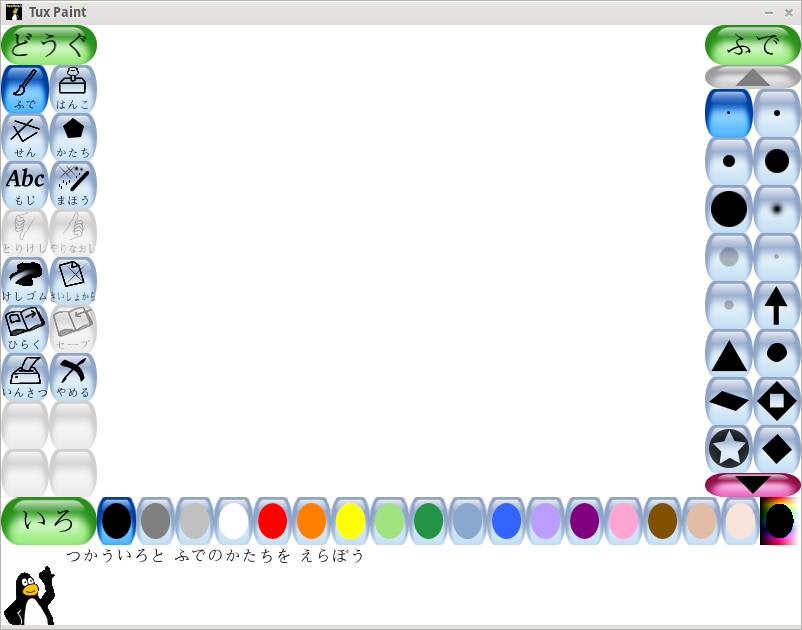 Tux Paint
どうぐ
ふで
ふで はんこ
せん かたち
Abc
もじ まほう
とりけし やりなおし
けしゴム さいしょから
ひらく セーブ
いんさつ やめる
いろ
つかういろと ふでのかたちを えらぼう